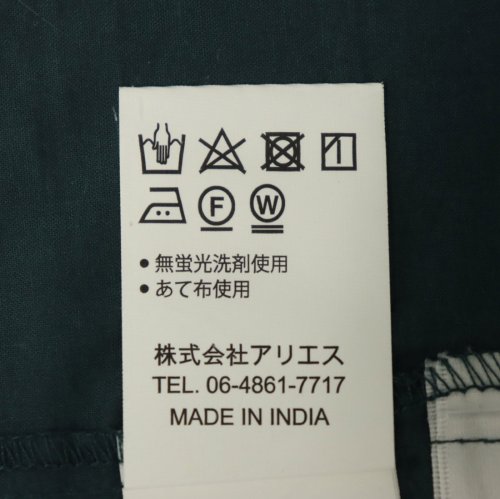 F W
● 無蛍光洗剤使用
● あて布使用
株式会社アリエス
TEL. 06-4861-7717
MADE IN INDIA